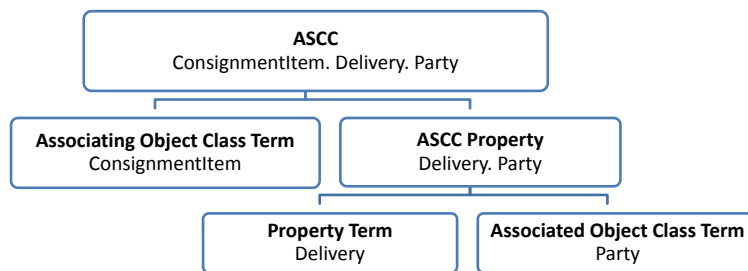 ASCC
ConsignmentItem. Delivery. Party
Associating Object Class Term
ConsignmentItem
ASCC Property
Delivery. Party
Property Term
Delivery
Associated Object Class Term
Party